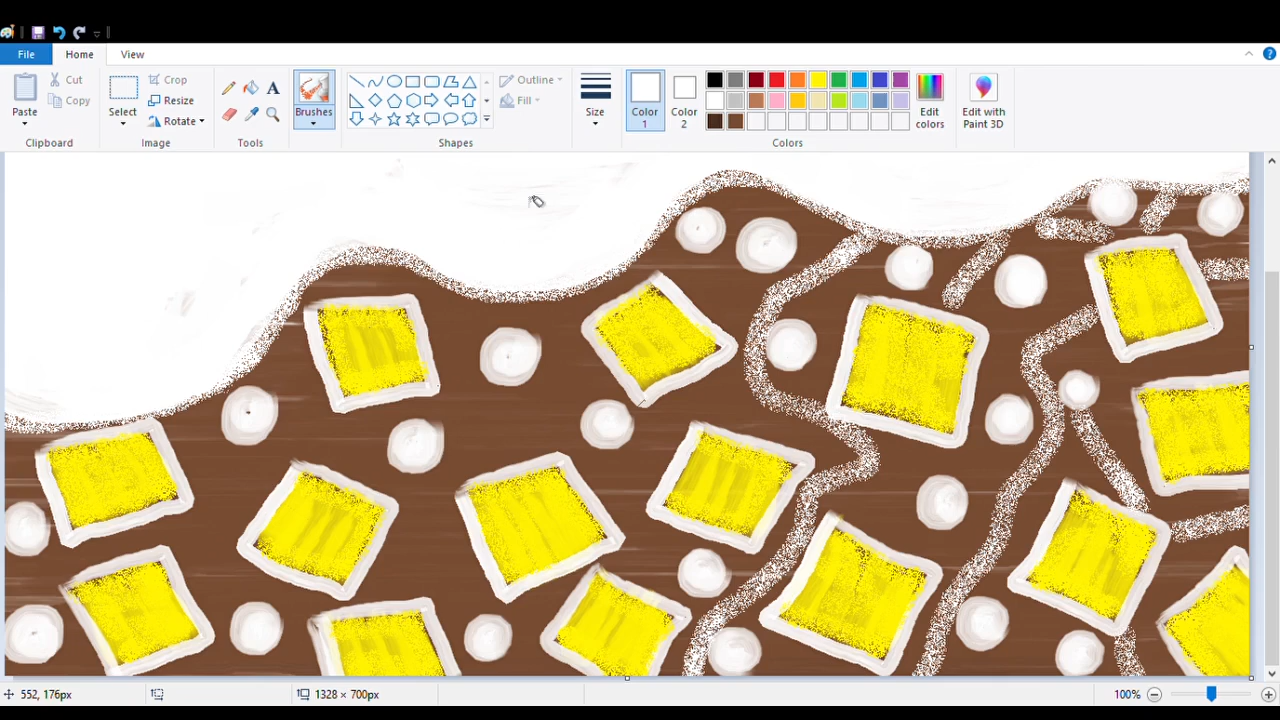 File Home View
Paste Cut Copy
Select Crop Resize Rotate
A
Brushes
Outline Fill
Size
Color 1 Color 2
Edit colors
Edit with Paint 3D
Clipboard Image Tools Shapes Colors
552, 176px 1328 × 700px 100%